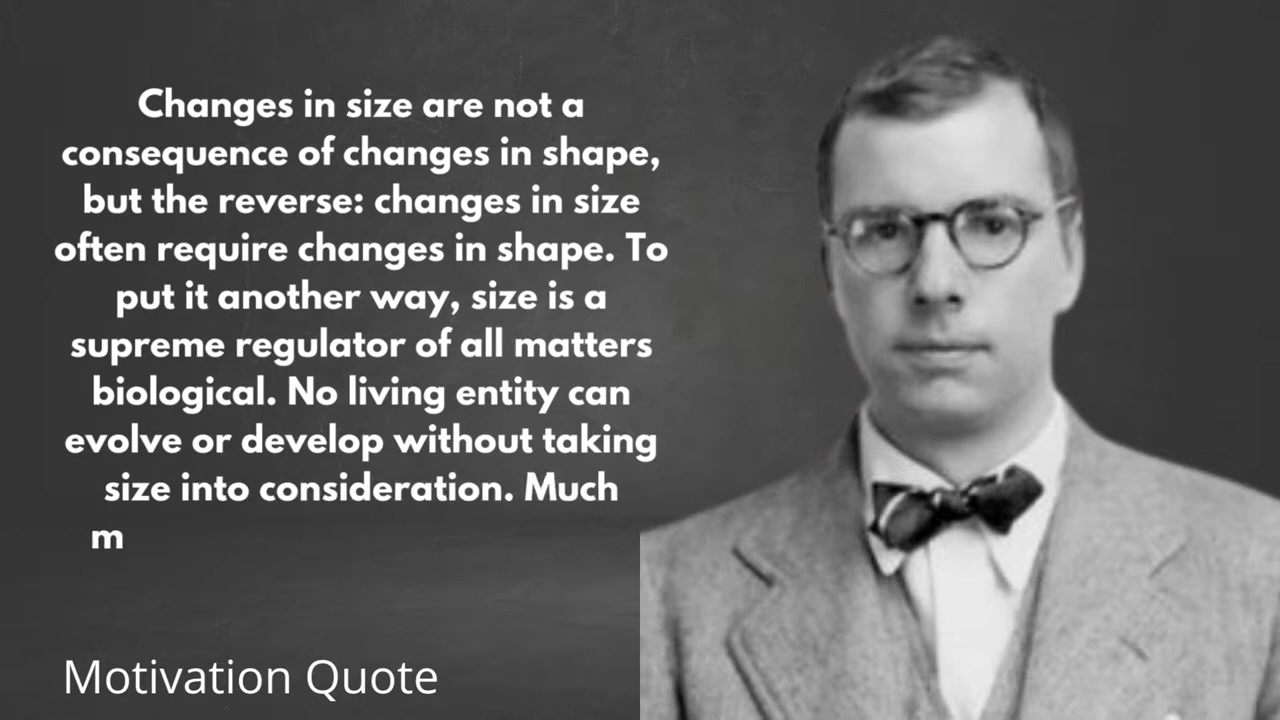 Changes in size are not a
consequence of changes in shape,
but the reverse: changes in size
often require changes in shape. To
put it another way, size is a
supreme regulator of all matters
biological. No living entity can
evolve or develop without taking
size into consideration. Much
m
Motivation Quote